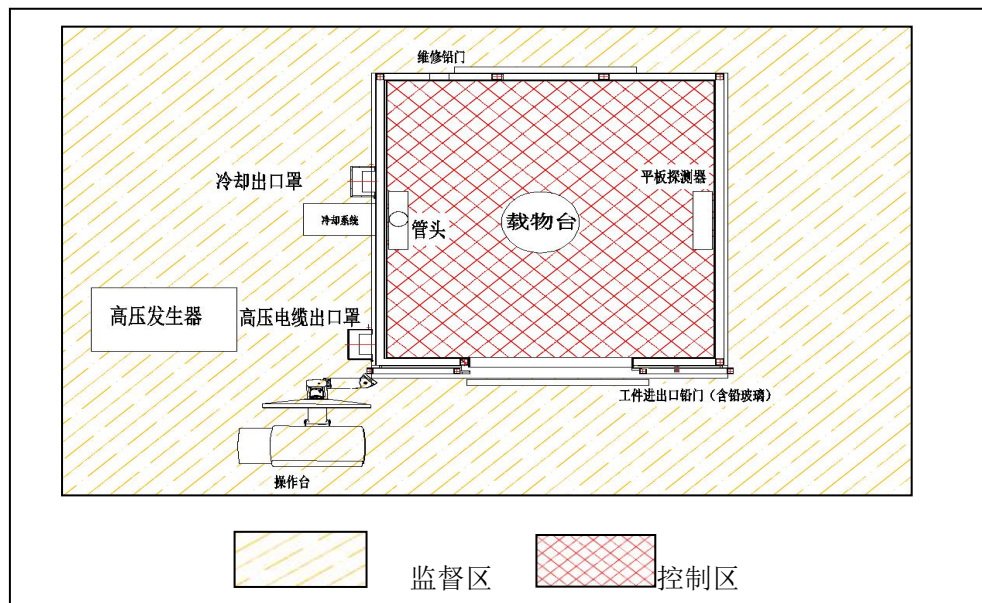 维修铅门
冷却出口罩
平板探测器
冷却系统
管头
载物台
高压发生器
高压电缆出口罩
工件进出口铅门（含铅玻璃）
操作台
监督区
控制区